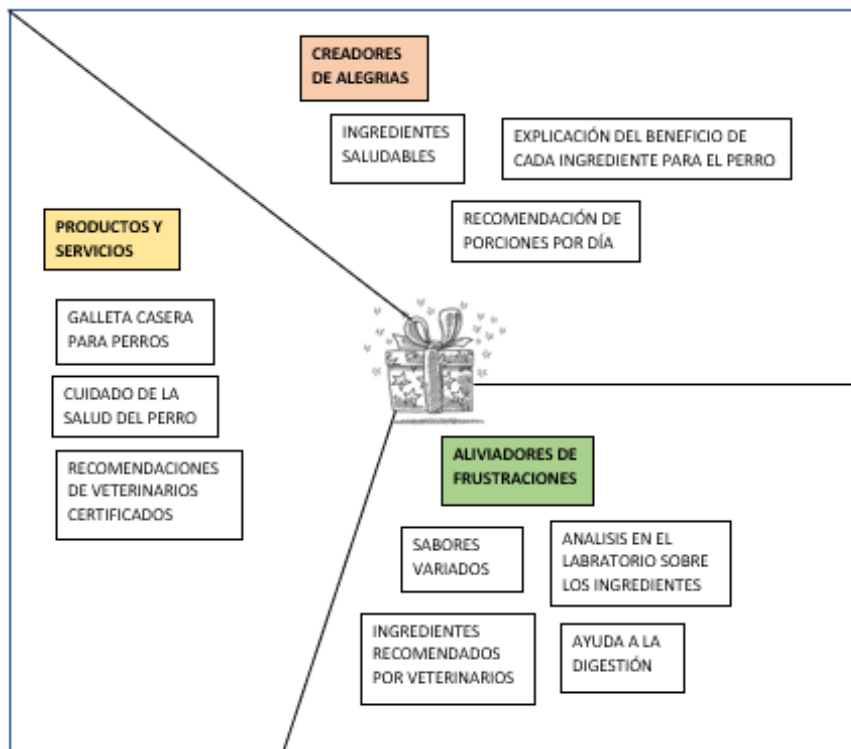 CREADORES
DE ALEGRIAS
INGREDIENTES
SALUDABLES
EXPLICACIÓN DEL BENEFICIO DE
CADA INGREDIENTE PARA EL PERRO
RECOMENDACIÓN DE
PORCIONES POR DÍA
PRODUCTOS Y
SERVICIOS
GALLETA CASERA
PARA PERROS
CUIDADO DE LA
SALUD DEL PERRO
RECOMENDACIONES
DE VETERINARIOS
CERTIFICADOS
ALIVIADORES DE
FRUSTRACIONES
SABORES
VARIADOS
ANALISIS EN EL
LABRATORIO SOBRE
LOS INGREDIENTES
INGREDIENTES
RECOMENDADOS
POR VETERINARIOS
AYUDA A LA
DIGESTIÓN